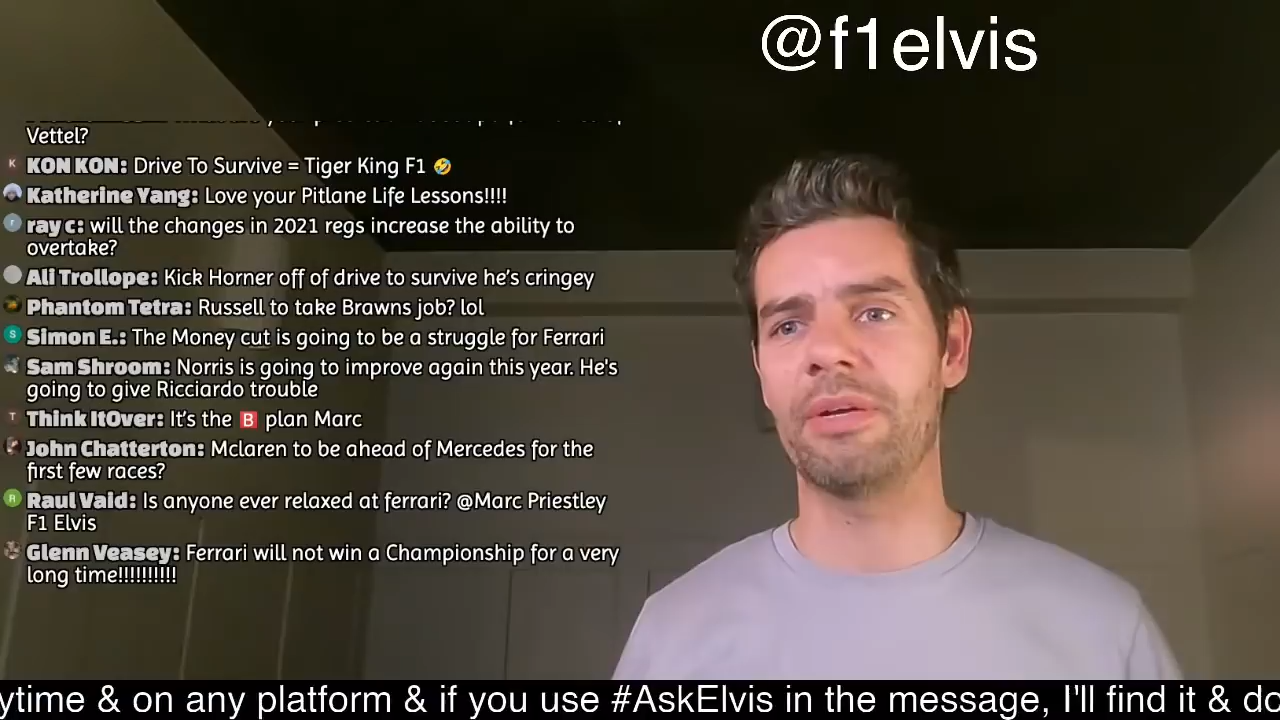 @f1elvis
Vettel?
KON KON: Drive To Survive = Tiger King F1 🤣
Katherine Yang: Love your Pitlane Life Lessons!!!!
ray c: will the changes in 2021 regs increase the ability to
overtake?
Ali Trollope: Kick Horner off of drive to survive he's cringey
Phantom Tetra: Russell to take Brawns job? lol
S Simon E.: The Money cut is going to be a struggle for Ferrari
Sam Shroom: Norris is going to improve again this year. He's
going to give Ricciardo trouble
T Think ItOver: It's the 🅱 plan Marc
John Chatterton: Mclaren to be ahead of Mercedes for the
first few races?
R Raul Vaid: Is anyone ever relaxed at ferrari? @Marc Priestley
F1 Elvis
Glenn Veasey: Ferrari will not win a Championship for a very
long time!!!!!!!!!!
ytime & on any platform & if you use #AskElvis in the message, I'll find it & do